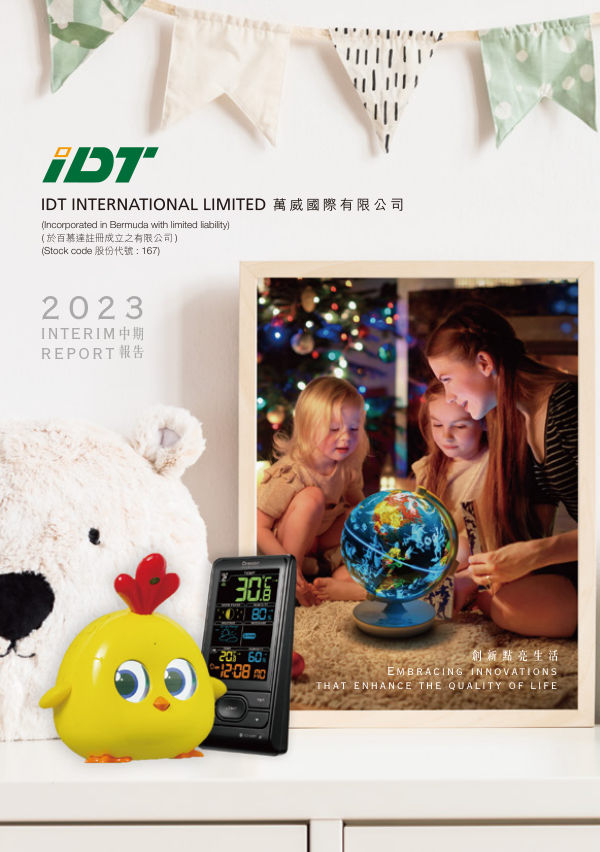 iDT
IDT INTERNATIONAL LIMITED 萬威國際有限公司
(Incorporated in Bermuda with limited liability)
(於百慕達註冊成立之有限公司)
(Stock code 股份代號 : 167)
2023
INTERIM 中期
REPORT 報告
Oregon
30.8
80
20.8
60
12:08
創新點亮生活
EMBRACING INNOVATIONS
THAT ENHANCE THE QUALITY OF LIFE